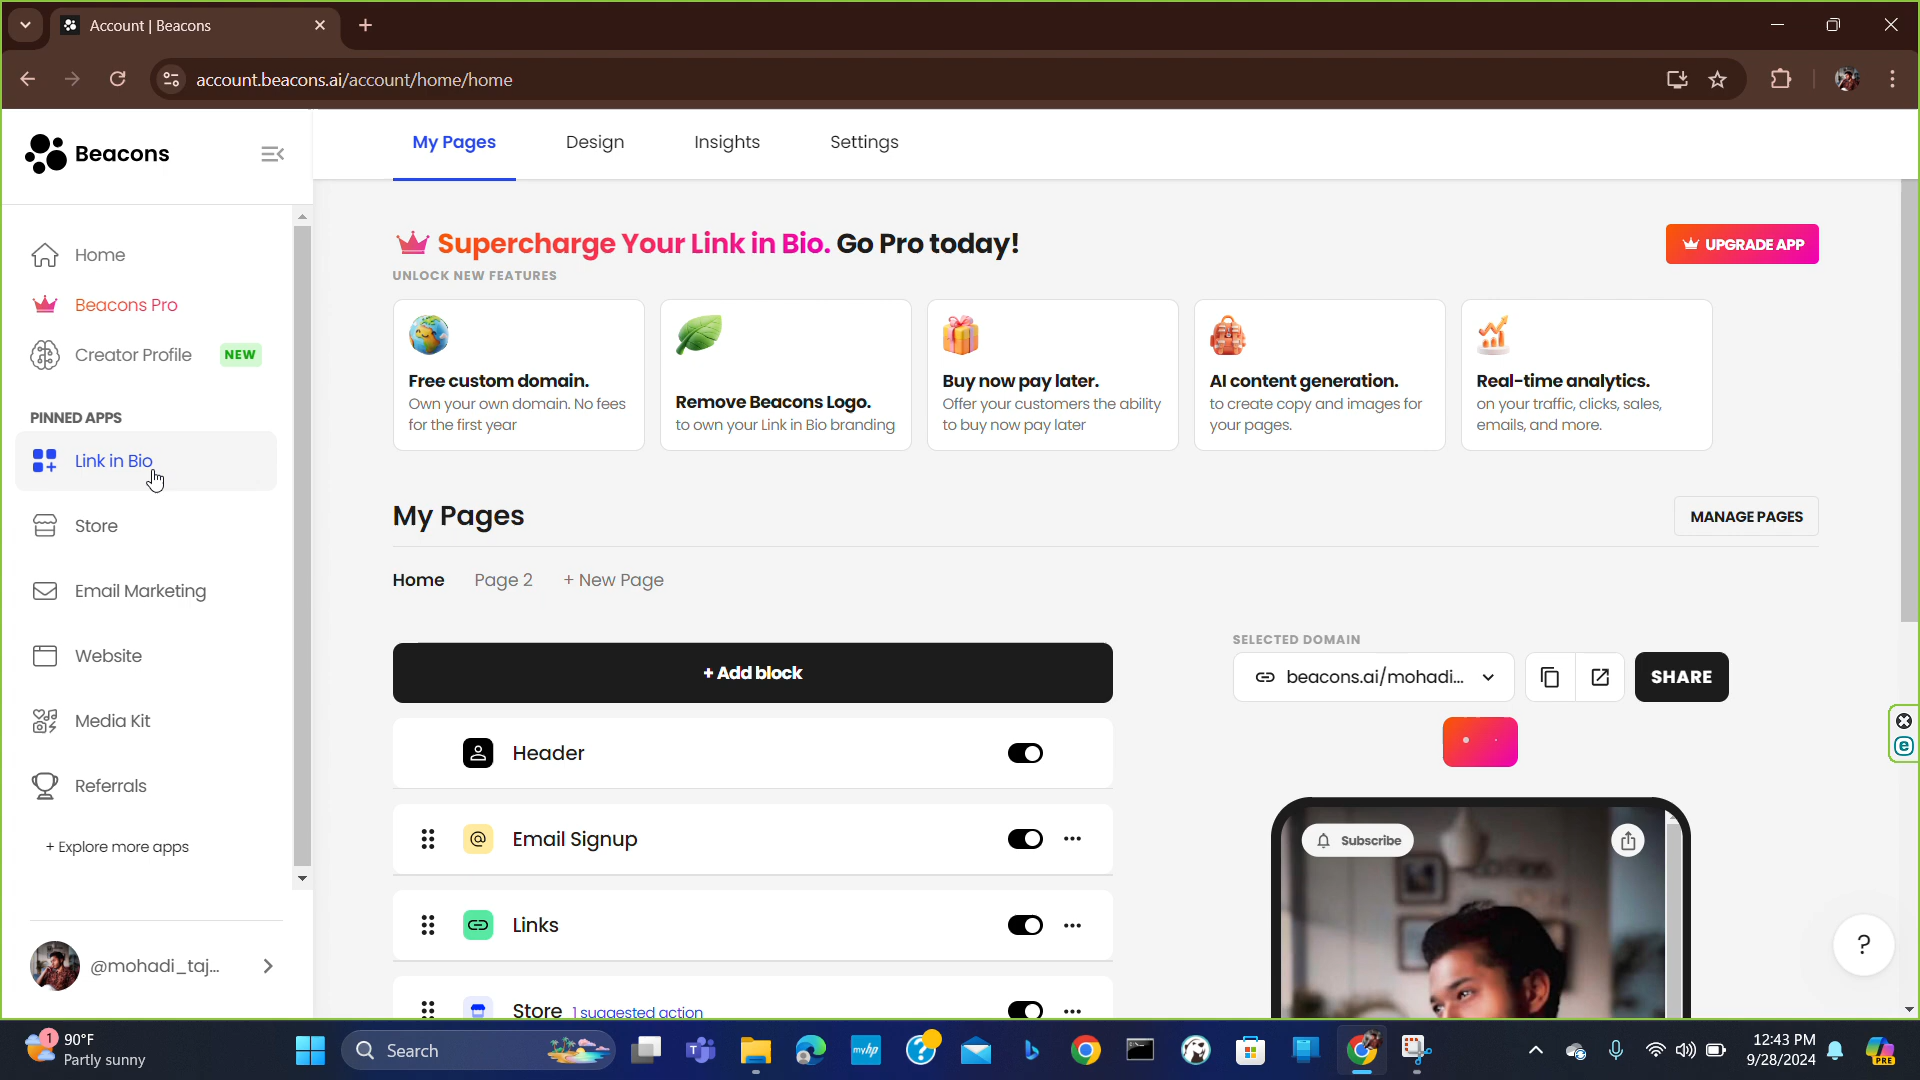 Account | Beacons
account.beacons.ai/account/home/home
Beacons
My Pages
Design
Insights
Settings
Home
Beacons Pro
Creator Profile NEW
PINNED APPS
Link in Bio
Store
Email Marketing
Website
Media Kit
Referrals
+ Explore more apps
@mohadi_taj...
Supercharge Your Link in Bio. Go Pro today!
UPGRADE APP
UNLOCK NEW FEATURES
Free custom domain.
Own your own domain. No fees
for the first year
Remove Beacons Logo.
to own your Link in Bio branding
Buy now pay later.
Offer your customers the ability
to buy now pay later
AI content generation.
to create copy and images for
your pages.
Real-time analytics.
on your traffic, clicks, sales,
emails, and more.
My Pages
MANAGE PAGES
Home
Page 2
+ New Page
+ Add block
Header
Email Signup
Links
Store 1 suggested action
SELECTED DOMAIN
beacons.ai/mohadi...
SHARE
Subscribe
?
1
90°F
Partly sunny
Search
myhp
12:43 PM
9/28/2024
PRE